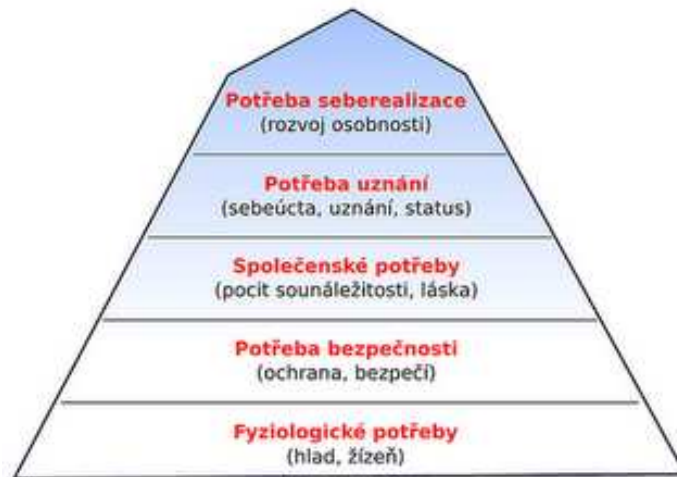 Potřeba seberealizace
(rozvoj osobnosti)
Potřeba uznání
(sebeúcta, uznání, status)
Společenské potřeby
(pocit sounáležitosti, láska)
Potřeba bezpečnosti
(ochrana, bezpečí)
Fyziologické potřeby
(hlad, žízeň)